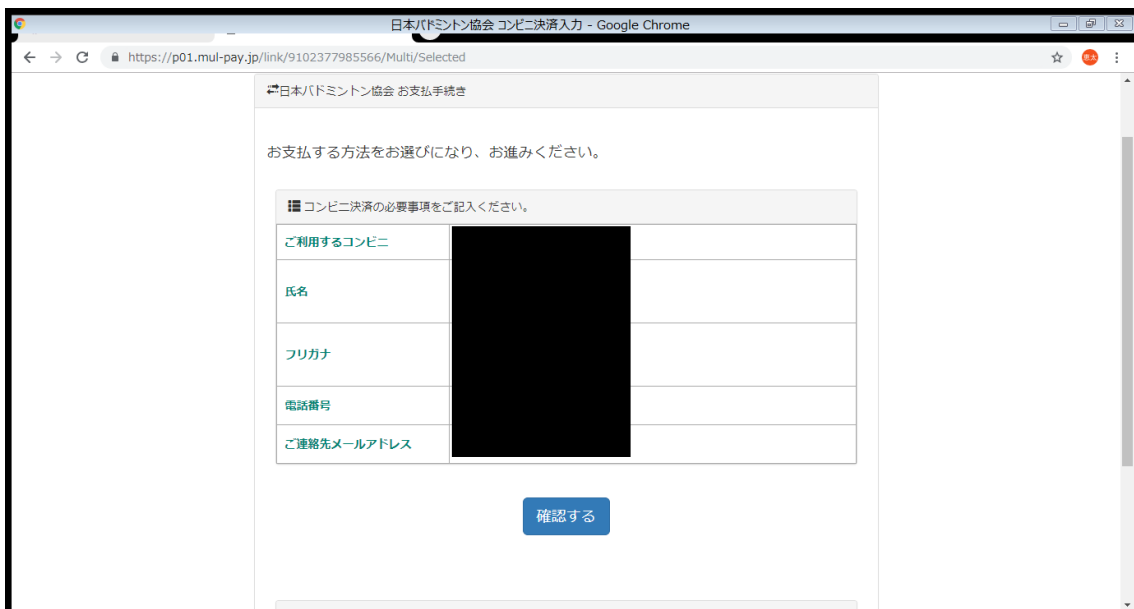 日本バドミントン協会 コンビニ決済入力 - Google Chrome
https://p01.mul-pay.jp/link/9102377985566/Multi/Selected
恵太
日本バドミントン協会 お支払手続き
お支払する方法をお選びになり、お進みください。
コンビニ決済の必要事項をご記入ください。
ご利用するコンビニ
氏名
フリガナ
電話番号
ご連絡先メールアドレス
確認する